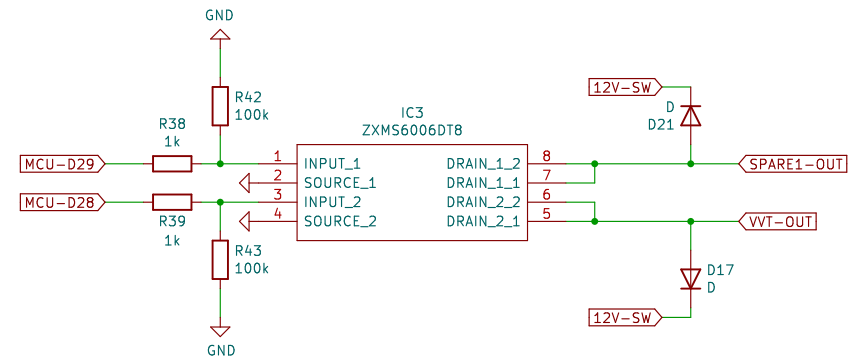 GND
12V-SW
D
D21
R42
100k
IC3
ZXMS6006DT8
R38
1k
MCU-D29
1
INPUT_1
DRAIN_1_2
8
SPARE1-OUT
2
SOURCE_1
DRAIN_1_1
7
MCU-D28
3
INPUT_2
DRAIN_2_2
6
4
SOURCE_2
DRAIN_2_1
5
VVT-OUT
R39
1k
R43
100k
D17
D
12V-SW
GND